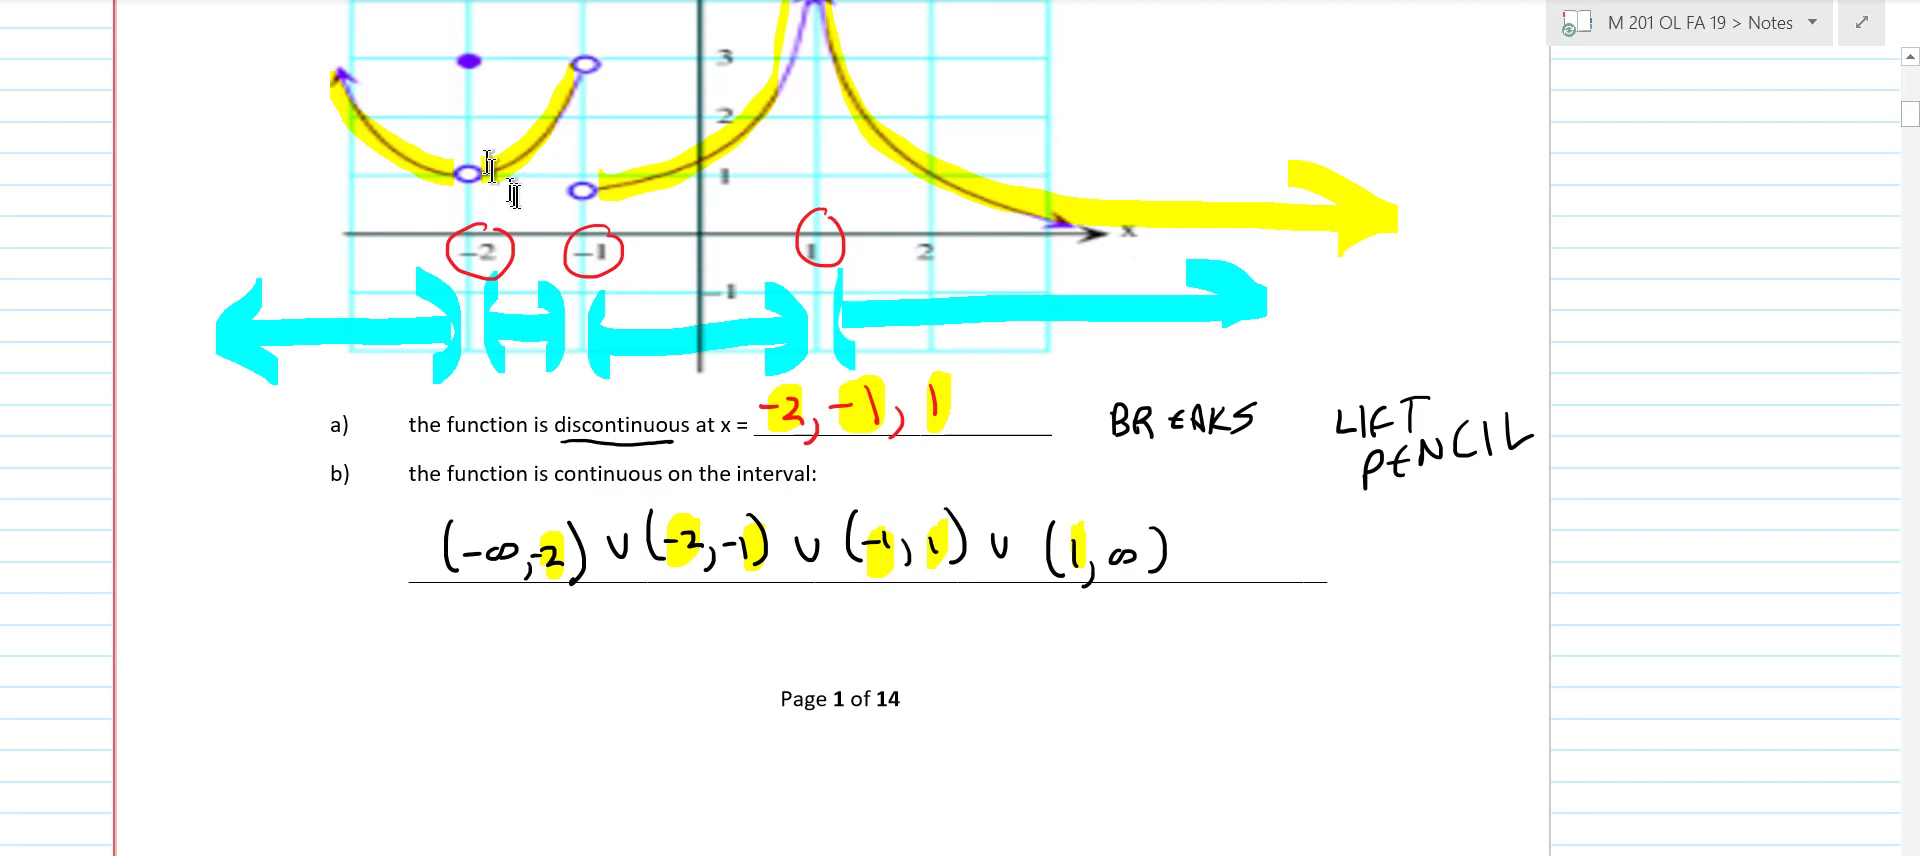 M 201 OL FA 19 > Notes
3
2
1
x
-2 -1 1 2
-1
a) the function is discontinuous at x = -2, -1, 1 BREAKS LIFT PENCIL
b) the function is continuous on the interval:
(-∞, -2) ∪ (-2, -1) ∪ (-1, 1) ∪ (1, ∞)
Page 1 of 14